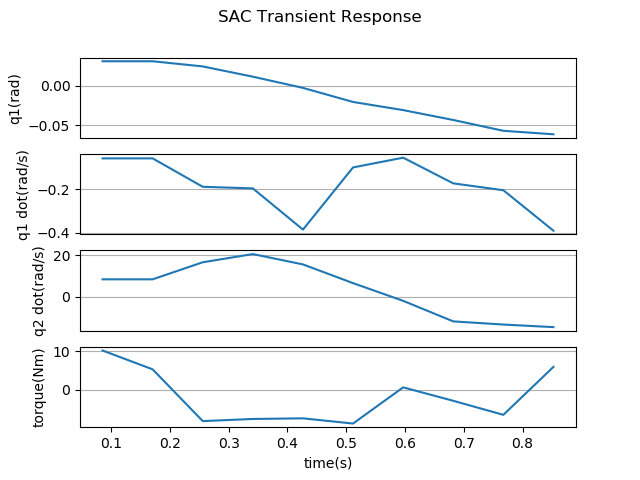 SAC Transient Response
q1(rad)
0.00
−0.05
q1 dot(rad/s)
−0.2
−0.4
q2 dot(rad/s)
20
0
torque(Nm)
10
0
0.1 0.2 0.3 0.4 0.5 0.6 0.7 0.8
time(s)